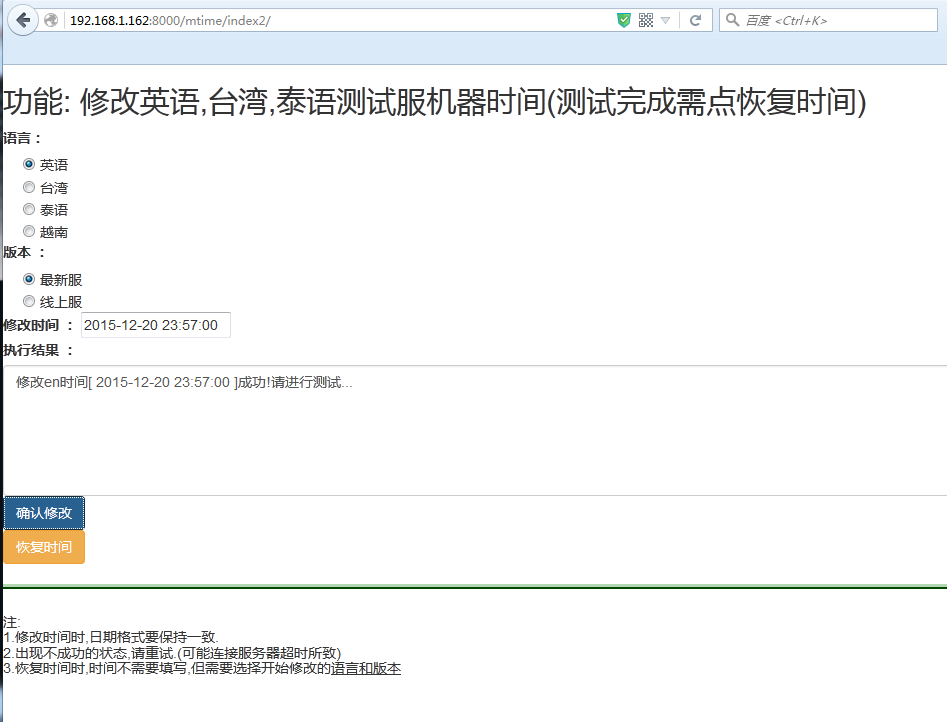 192.168.1.162:8000/mtime/index2/
百度 <Ctrl+K>
功能: 修改英语,台湾,泰语测试服机器时间(测试完成需点恢复时间)
语言：
英语
台湾
泰语
越南
版本 ：
最新服
线上服
修改时间 ： 2015-12-20 23:57:00
执行结果 ：
修改en时间[ 2015-12-20 23:57:00 ]成功!请进行测试...
确认修改
恢复时间
注:
1.修改时间时,日期格式要保持一致.
2.出现不成功的状态,请重试.(可能连接服务器超时所致)
3.恢复时间时,时间不需要填写,但需要选择开始修改的语言和版本